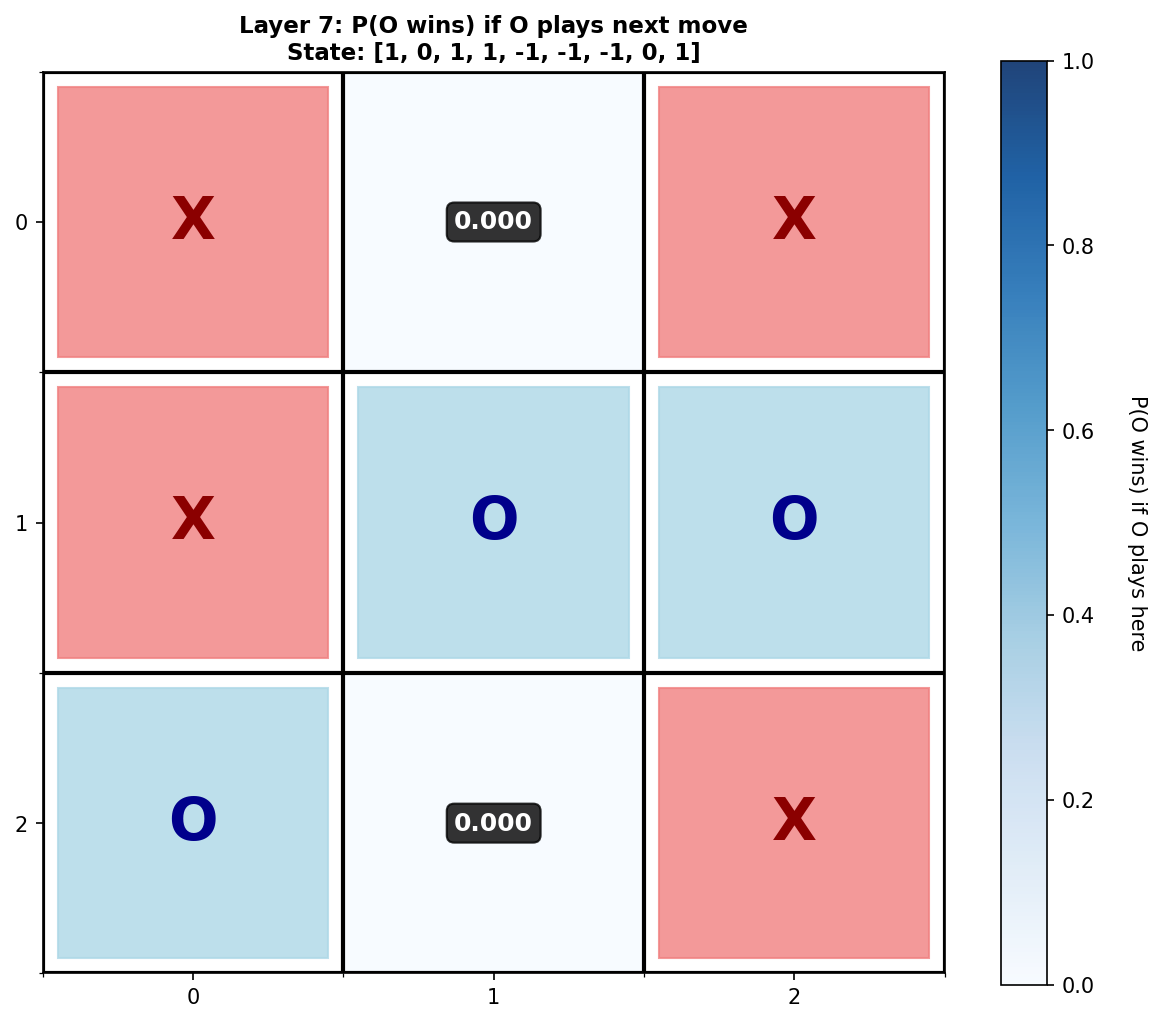 Layer 7: P(O wins) if O plays next move
State: [1, 0, 1, 1, -1, -1, -1, 0, 1]
X 0.000 X
X O O
O 0.000 X
0
1
2
0 1 2
1.0
0.8
0.6
0.4
0.2
0.0
P(O wins) if O plays here